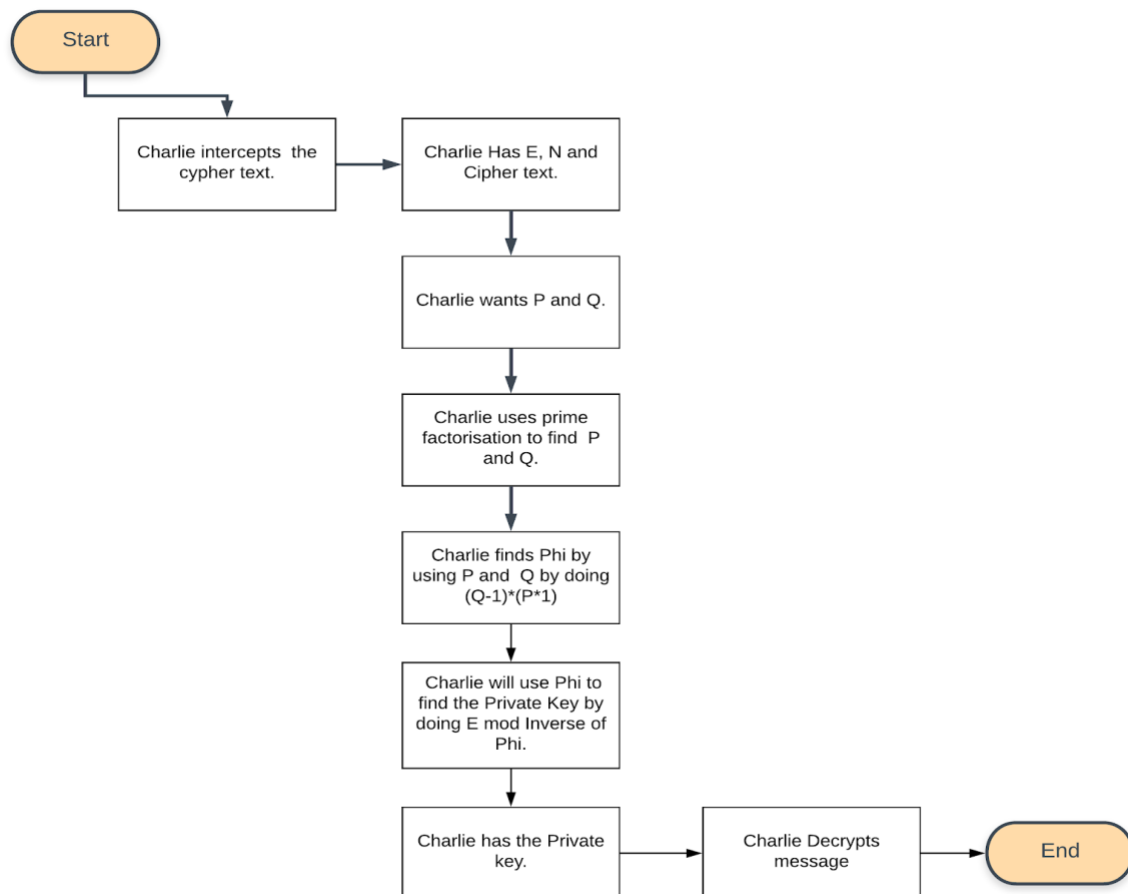 Start
Charlie intercepts  the
cypher text.
Charlie Has E, N and
Cipher text.
Charlie wants P and Q.
Charlie uses prime
factorisation to find  P
and Q.
Charlie finds Phi by
using P and  Q by doing
(Q-1)*(P*1)
Charlie will use Phi to
find the Private Key by
doing E mod Inverse of
Phi.
Charlie has the Private
key.
Charlie Decrypts
message
End